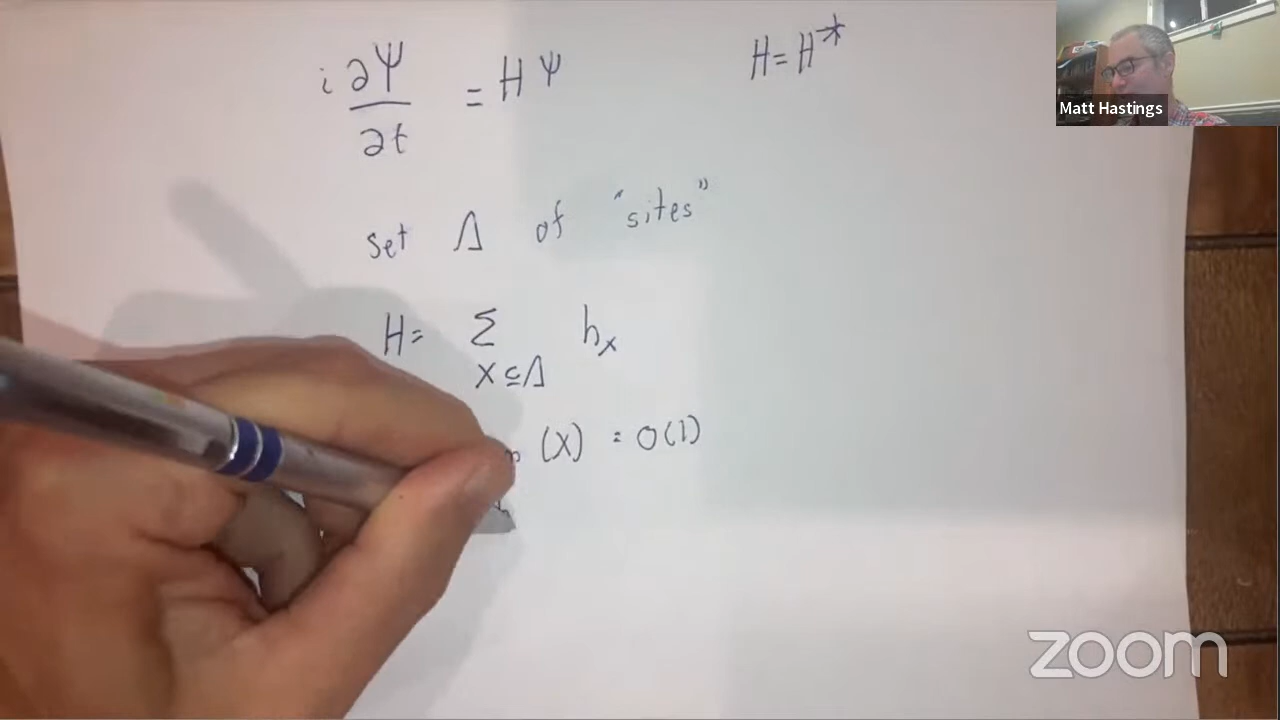 i ∂Ψ/∂t = H Ψ
H = H*
Matt Hastings
set Λ of "sites"
H = Σ h_X
X ⊆ Λ
(X) = O(1)
zoom